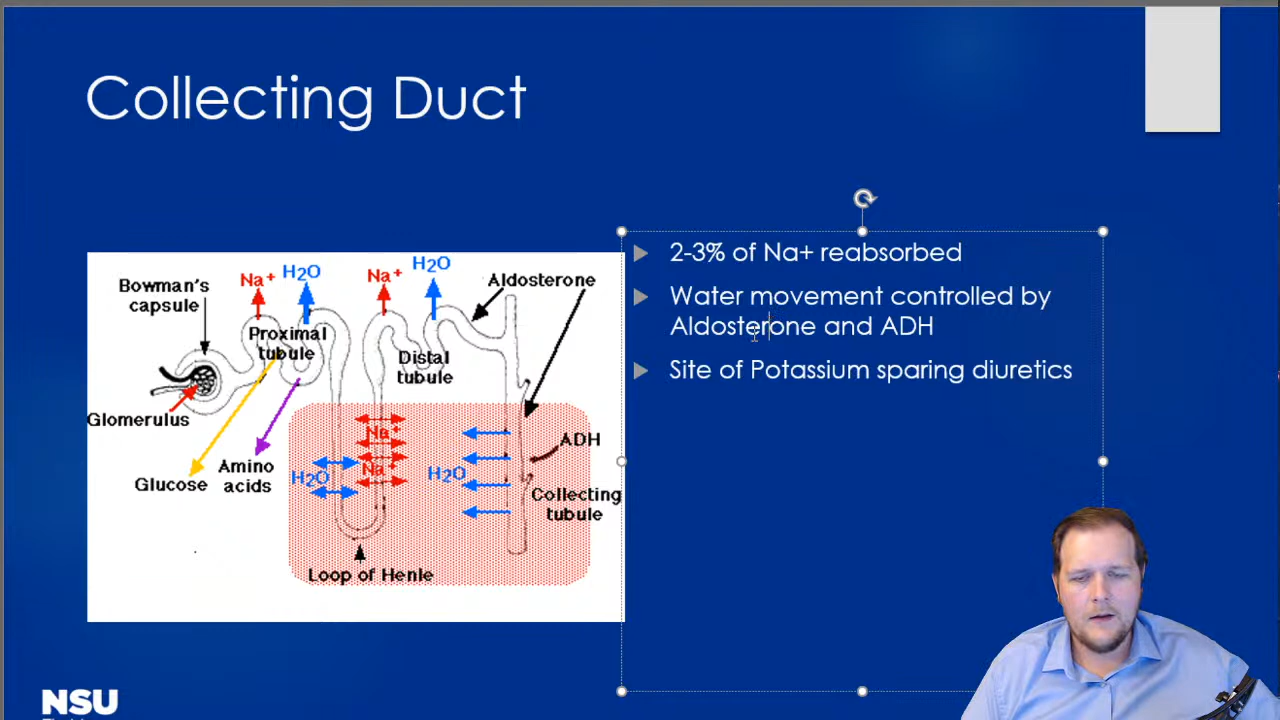 Collecting Duct
2-3% of Na+ reabsorbed
Water movement controlled by
Aldosterone and ADH
Site of Potassium sparing diuretics
Bowman's
capsule
Na+
H2O
Na+
H2O
Aldosterone
Proximal
tubule
Distal
tubule
Glomerulus
Glucose
Amino
acids
H2O
Na+
Na+
H2O
ADH
Collecting
tubule
Loop of Henle
NSU